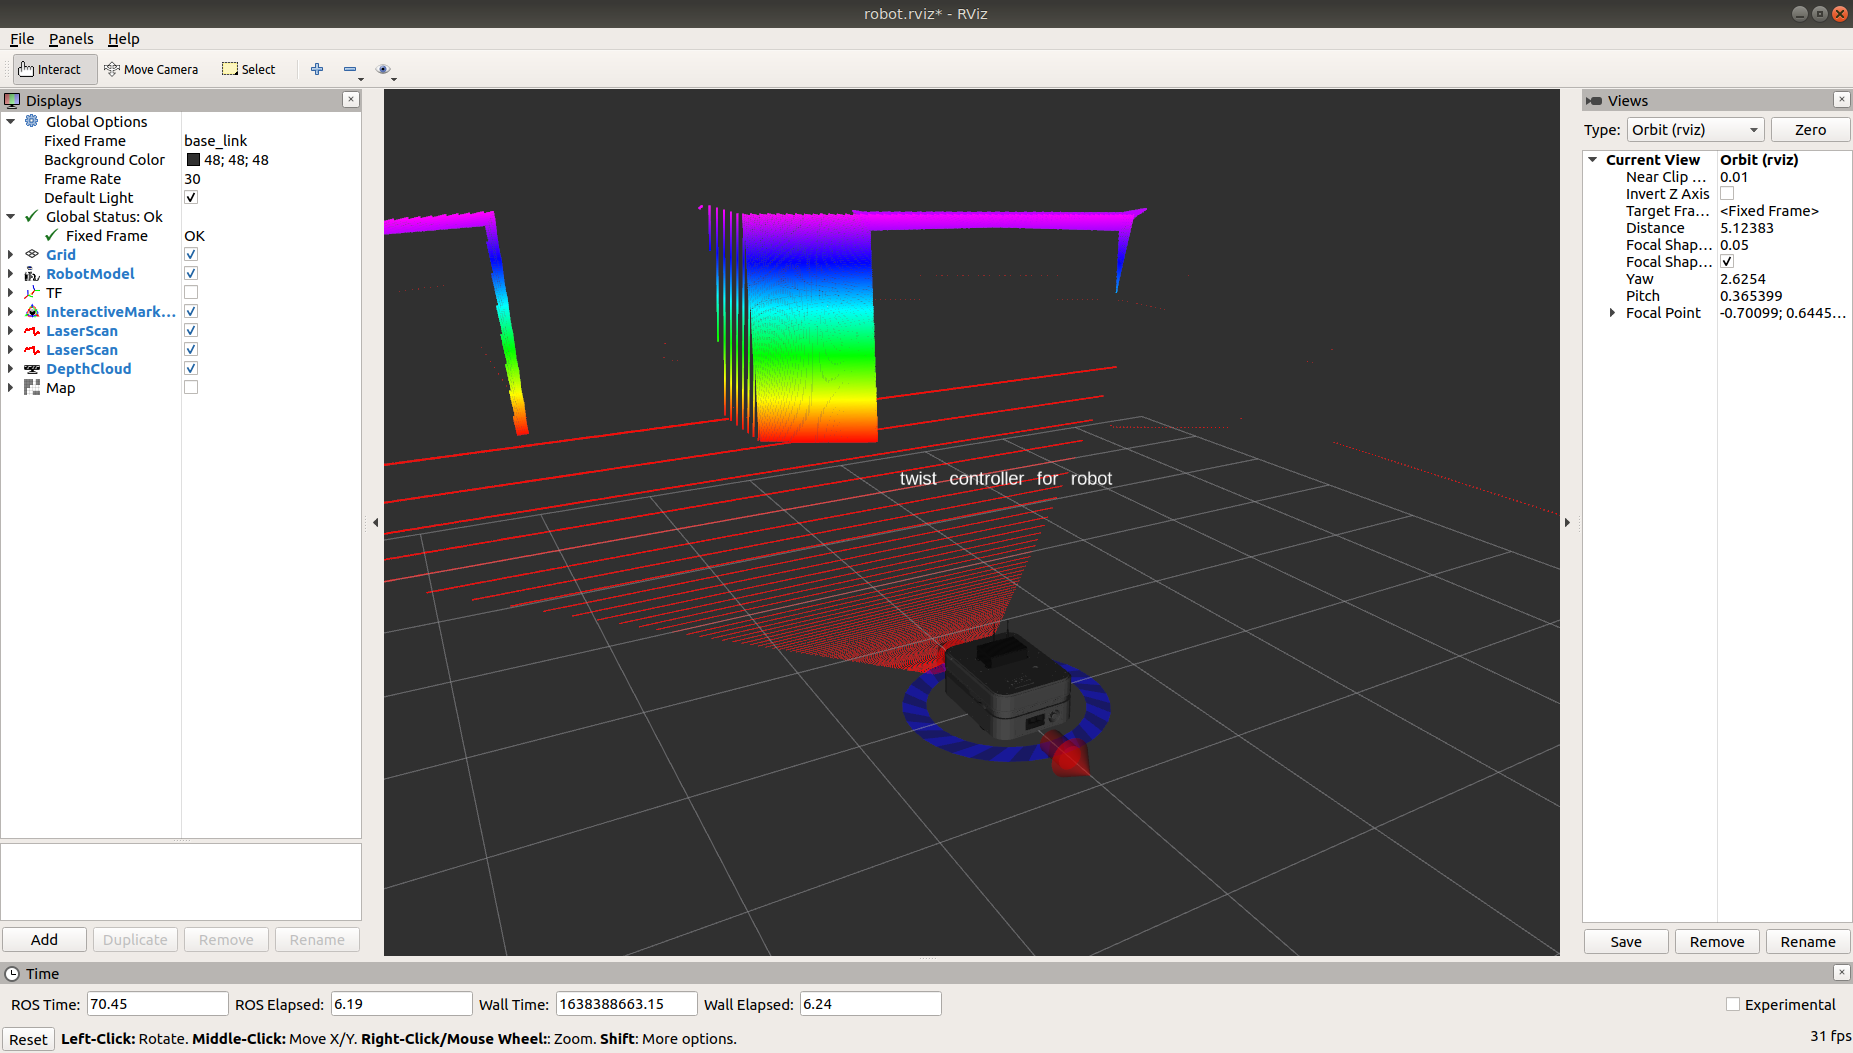 robot.rviz* - RViz
File Panels Help
Interact Move Camera Select
Displays
Global Options
Fixed Frame base_link
Background Color 48; 48; 48
Frame Rate 30
Default Light
Global Status: Ok
Fixed Frame OK
Grid
RobotModel
TF
InteractiveMark...
LaserScan
LaserScan
DepthCloud
Map
Add Duplicate Remove Rename
twist controller for robot
Views
Type: Orbit (rviz) Zero
Current View Orbit (rviz)
Near Clip ... 0.01
Invert Z Axis
Target Fra... <Fixed Frame>
Distance 5.12383
Focal Shap... 0.05
Focal Shap...
Yaw 2.6254
Pitch 0.365399
Focal Point -0.70099; 0.6445...
Save Remove Rename
Time
ROS Time: 70.45 ROS Elapsed: 6.19 Wall Time: 1638388663.15 Wall Elapsed: 6.24 Experimental
Reset Left-Click: Rotate. Middle-Click: Move X/Y. Right-Click/Mouse Wheel:: Zoom. Shift: More options. 31 fps